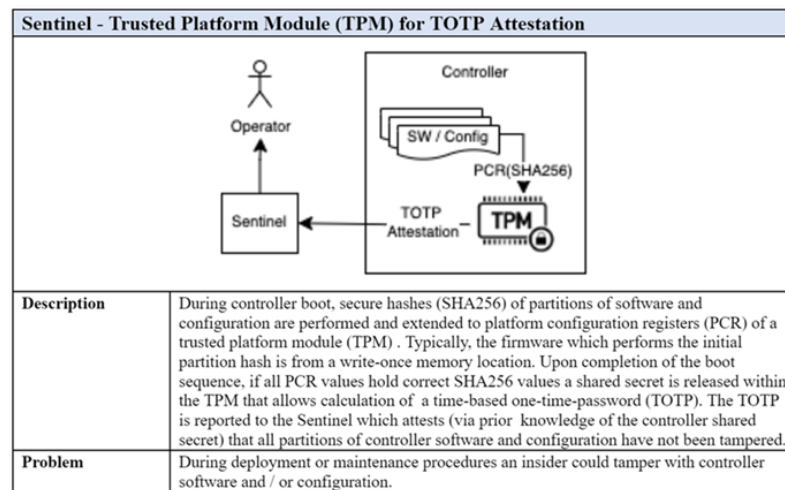 Sentinel - Trusted Platform Module (TPM) for TOTP Attestation
Controller
Operator
SW / Config
PCR(SHA256)
Sentinel
TOTP
Attestation
TPM
Description
During controller boot, secure hashes (SHA256) of partitions of software and
configuration are performed and extended to platform configuration registers (PCR) of a
trusted platform module (TPM) . Typically, the firmware which performs the initial
partition hash is from a write-once memory location. Upon completion of the boot
sequence, if all PCR values hold correct SHA256 values a shared secret is released within
the TPM that allows calculation of a time-based one-time-password (TOTP). The TOTP
is reported to the Sentinel which attests (via prior knowledge of the controller shared
secret) that all partitions of controller software and configuration have not been tampered.
Problem
During deployment or maintenance procedures an insider could tamper with controller
software and / or configuration.